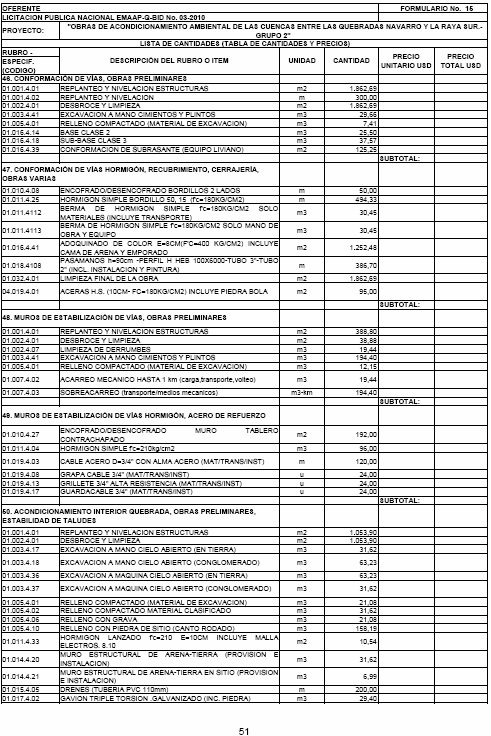 OFERENTE FORMULARIO No. 15
LICITACION PUBLICA NACIONAL EMAAP-Q-BID No. 03-2010
PROYECTO: "OBRAS DE ACONDICIONAMIENTO AMBIENTAL DE LAS CUENCAS ENTRE LAS QUEBRADAS NAVARRO Y LA RAYA SUR.-
GRUPO 2"
LISTA DE CANTIDADES (TABLA DE CANTIDADES Y PRECIOS)
RUBRO -
ESPECIF.
(CODIGO) DESCRIPCIÓN DEL RUBRO O ITEM UNIDAD CANTIDAD PRECIO
UNITARIO USD PRECIO
TOTAL USD
46. CONFORMACIÓN DE VÍAS, OBRAS PRELIMINARES
01.001.4.01 REPLANTEO Y NIVELACION ESTRUCTURAS m2 1.862,69
01.001.4.02 REPLANTEO Y NIVELACION m 300,00
01.002.4.01 DESBROCE Y LIMPIEZA m2 1.862,69
01.003.4.41 EXCAVACION A MANO CIMIENTOS Y PLINTOS m3 29,66
01.005.4.01 RELLENO COMPACTADO (MATERIAL DE EXCAVACION) m3 7,41
01.016.4.14 BASE CLASE 2 m3 25,50
01.016.4.18 SUB-BASE CLASE 3 m3 37,57
01.016.4.39 CONFORMACION DE SUBRASANTE (EQUIPO LIVIANO) m2 125,25
SUBTOTAL:
47. CONFORMACIÓN DE VÍAS HORMIGÓN, RECUBRIMIENTO, CERRAJERÍA,
OBRAS VARIAS
01.010.4.08 ENCOFRADO/DESENCOFRADO BORDILLOS 2 LADOS m 50,00
01.011.4.25 HORMIGON SIMPLE BORDILLO 50, 15 (f'c=180KG/CM2) m 494,33
01.011.4112 BERMA DE HORMIGON SIMPLE f'c=180KG/CM2 SOLO
MATERIALES (INCLUYE TRANSPORTE) m3 30,45
01.011.4113 BERMA DE HORMIGON SIMPLE f'c=180KG/CM2 SOLO MANO DE
OBRA Y EQUIPO m3 30,45
01.016.4.41 ADOQUINADO DE COLOR E=8CM(F'C=400 KG/CM2) INCLUYE
CAMA DE ARENA Y EMPORADO m2 1.252,48
01.018.4108 PASAMANOS h=90cm -PERFIL H HEB 100X6000-TUBO 3"-TUBO
2" (INCL. INSTALACION Y PINTURA) m 386,70
01.032.4.01 LIMPIEZA FINAL DE LA OBRA m2 1.862,69
04.019.4.01 ACERAS H.S. (10CM- FC=180KG/CM2) INCLUYE PIEDRA BOLA m2 95,00
SUBTOTAL:
48. MUROS DE ESTABILIZACIÓN DE VÍAS, OBRAS PRELIMINARES
01.001.4.01 REPLANTEO Y NIVELACION ESTRUCTURAS m2 388,80
01.002.4.01 DESBROCE Y LIMPIEZA m2 38,88
01.002.4.07 LIMPIEZA DE DERRUMBES m3 19,44
01.003.4.41 EXCAVACION A MANO CIMIENTOS Y PLINTOS m3 194,40
01.005.4.01 RELLENO COMPACTADO (MATERIAL DE EXCAVACION) m3 12,15
01.007.4.02 ACARREO MECANICO HASTA 1 km (carga,transporte,volteo) m3 19,44
01.007.4.03 SOBREACARREO (transporte/medios mecanicos) m3-km 194,40
SUBTOTAL:
49. MUROS DE ESTABILIZACIÓN DE VÍAS HORMIGÓN, ACERO DE REFUERZO
01.010.4.27 ENCOFRADO/DESENCOFRADO MURO TABLERO
CONTRACHAPADO m2 192,00
01.011.4.04 HORMIGON SIMPLE f'c=210kg/cm2 m3 96,00
01.019.4.03 CABLE ACERO D=3/4" CON ALMA ACERO (MAT/TRANS/INST) m 120,00
01.019.4.08 GRAPA CABLE 3/4" (MAT/TRANS/INST) u 24,00
01.019.4.13 GRILLETE 3/4" ALTA RESISTENCIA (MAT/TRANS/INST) u 24,00
01.019.4.17 GUARDACABLE 3/4" (MAT/TRANS/INST) u 24,00
SUBTOTAL:
50. ACONDICIONAMIENTO INTERIOR QUEBRADA, OBRAS PRELIMINARES,
ESTABILIDAD DE TALUDES
01.001.4.01 REPLANTEO Y NIVELACION ESTRUCTURAS m2 1.053,90
01.002.4.01 DESBROCE Y LIMPIEZA m2 1.053,90
01.003.4.17 EXCAVACION A MANO CIELO ABIERTO (EN TIERRA) m3 31,62
01.003.4.18 EXCAVACION A MANO CIELO ABIERTO (CONGLOMERADO) m3 63,23
01.003.4.36 EXCAVACION A MAQUINA CIELO ABIERTO (EN TIERRA) m3 63,23
01.003.4.37 EXCAVACION A MAQUINA CIELO ABIERTO (CONGLOMERADO) m3 31,62
01.005.4.01 RELLENO COMPACTADO (MATERIAL DE EXCAVACION) m3 21,08
01.005.4.02 RELLENO COMPACTADO MATERIAL CLASIFICADO m3 31,62
01.005.4.06 RELLENO CON GRAVA m3 21,08
01.005.4.10 RELLENO CON PIEDRA DE SITIO (CANTO RODADO) m3 158,19
01.011.4.33 HORMIGON LANZADO f'c=210 E=10CM INCLUYE MALLA
ELECTROS. 8.10 m2 10,54
01.014.4.20 MURO ESTRUCTURAL DE ARENA-TIERRA (PROVISION E
INSTALACION) m3 31,62
01.014.4.21 MURO ESTRUCTURAL DE ARENA-TIERRA EN SITIO (PROVISION
E INSTALACION) m3 6,99
01.015.4.05 DRENES (TUBERIA PVC 110mm) m 200,00
01.017.4.02 GAVION TRIPLE TORSION .GALVANIZADO (INC. PIEDRA) m3 29,40
51